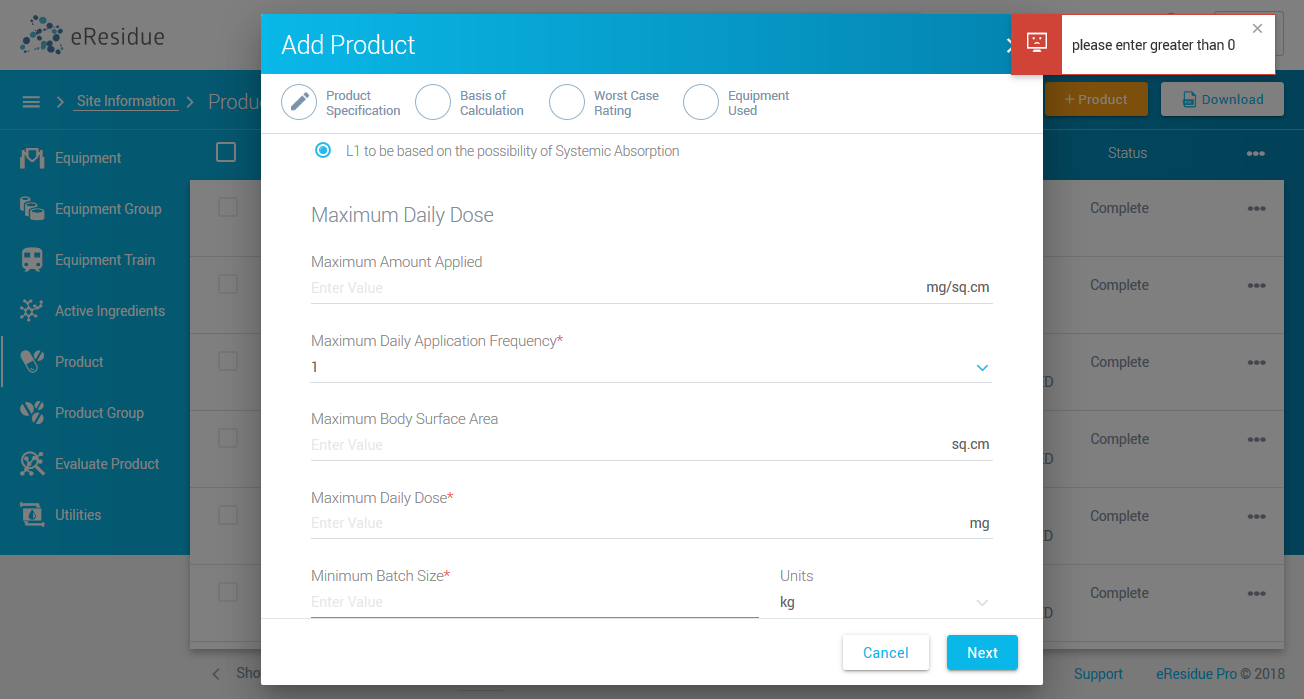 eResidue
Add Product
please enter greater than 0
Site Information
Produ
Product
Specification
Basis of
Calculation
Worst Case
Rating
Equipment
Used
+ Product
Download
L1 to be based on the possibility of Systemic Absorption
Status
Equipment
Equipment Group
Equipment Train
Active Ingredients
Product
Product Group
Evaluate Product
Utilities
Maximum Daily Dose
Maximum Amount Applied
Enter Value
mg/sq.cm
Maximum Daily Application Frequency*
1
Maximum Body Surface Area
Enter Value
sq.cm
Maximum Daily Dose*
Enter Value
mg
Minimum Batch Size*
Enter Value
Units
kg
Complete
Complete
Complete
D
Complete
D
Complete
D
Complete
D
Cancel
Next
Sho
Support
eResidue Pro © 2018